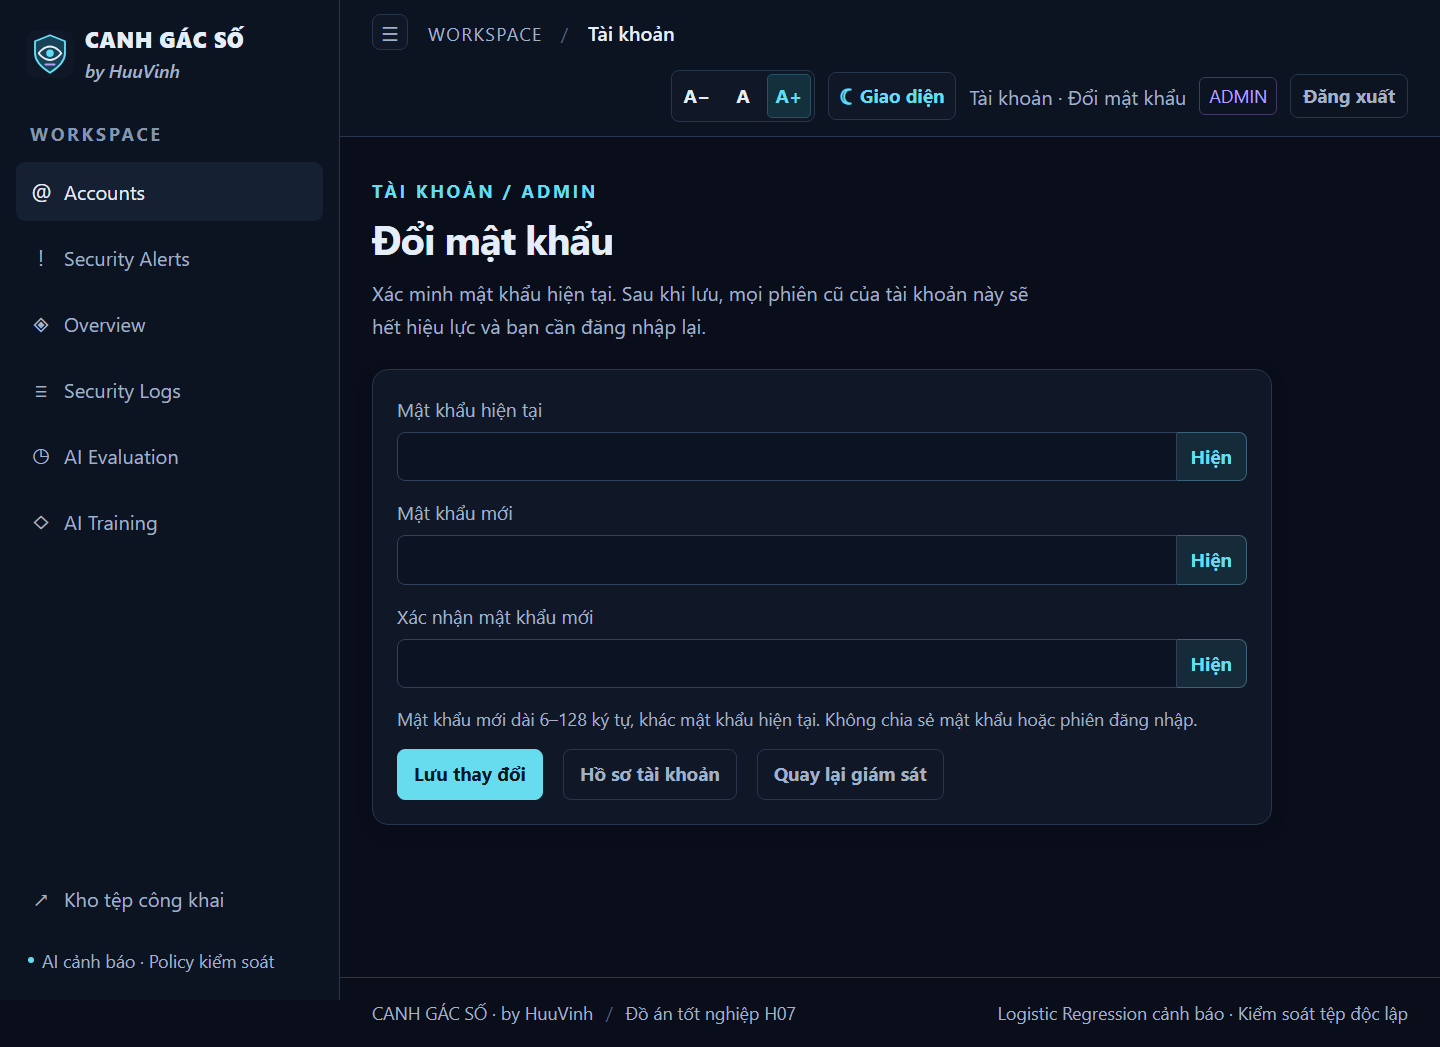 CANH GÁC SỐ
by HuuVinh
WORKSPACE
@ Accounts
! Security Alerts
Overview
Security Logs
AI Evaluation
AI Training
Kho tệp công khai
AI cảnh báo · Policy kiểm soát
WORKSPACE / Tài khoản
A− A A+ Giao diện Tài khoản · Đổi mật khẩu ADMIN Đăng xuất
TÀI KHOẢN / ADMIN
Đổi mật khẩu
Xác minh mật khẩu hiện tại. Sau khi lưu, mọi phiên cũ của tài khoản này sẽ
hết hiệu lực và bạn cần đăng nhập lại.
Mật khẩu hiện tại
Hiện
Mật khẩu mới
Hiện
Xác nhận mật khẩu mới
Hiện
Mật khẩu mới dài 6–128 ký tự, khác mật khẩu hiện tại. Không chia sẻ mật khẩu hoặc phiên đăng nhập.
Lưu thay đổi Hồ sơ tài khoản Quay lại giám sát
CANH GÁC SỐ · by HuuVinh / Đồ án tốt nghiệp H07
Logistic Regression cảnh báo · Kiểm soát tệp độc lập